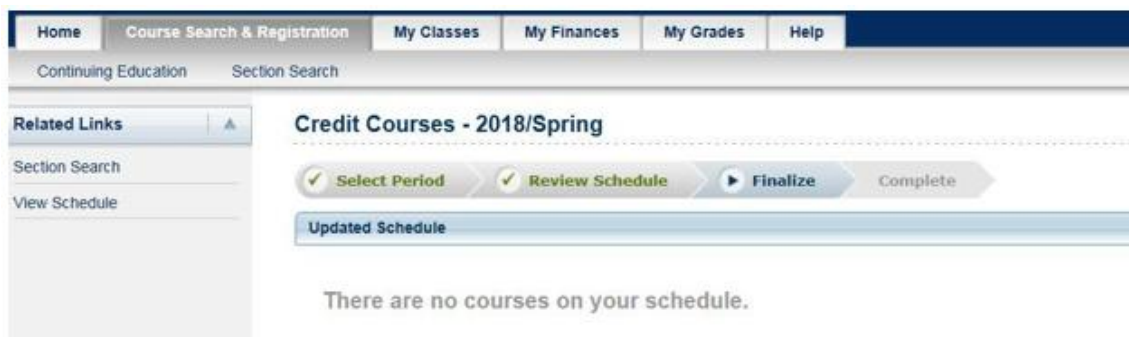 Home Course Search & Registration My Classes My Finances My Grades Help
Continuing Education Section Search
Related Links
Section Search
View Schedule
Credit Courses - 2018/Spring
Select Period Review Schedule Finalize Complete
Updated Schedule
There are no courses on your schedule.